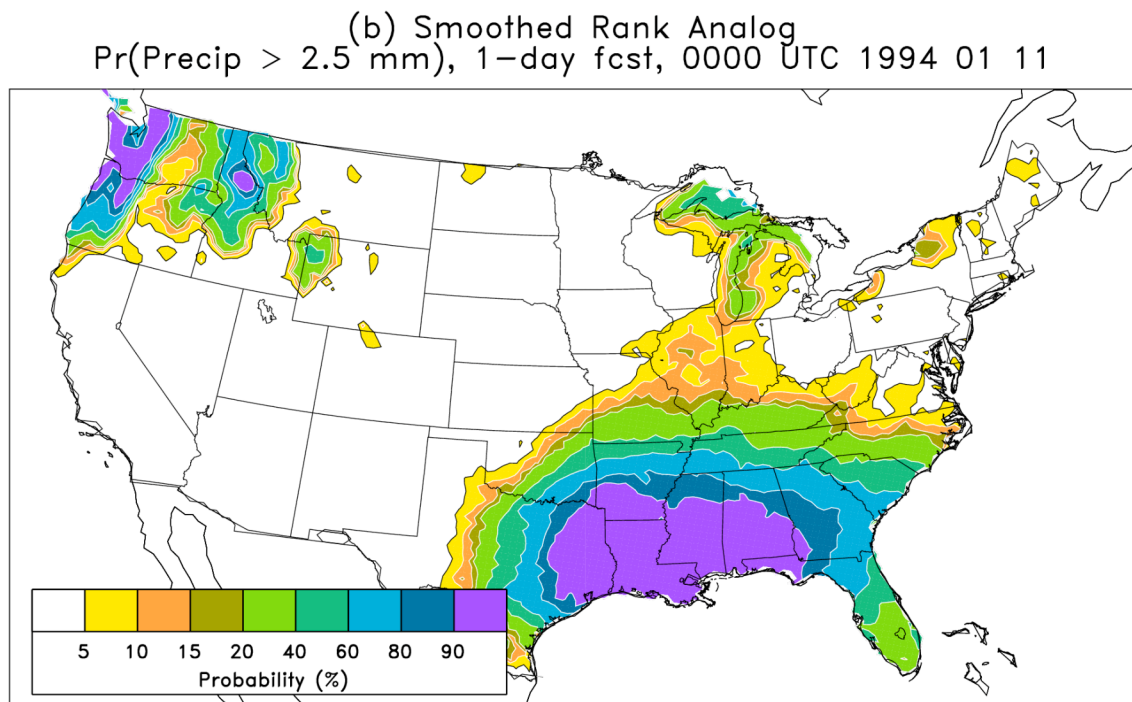 (b) Smoothed Rank Analog
Pr(Precip > 2.5 mm), 1-day fcst, 0000 UTC 1994 01 11
5 10 15 20 40 60 80 90
Probability (%)